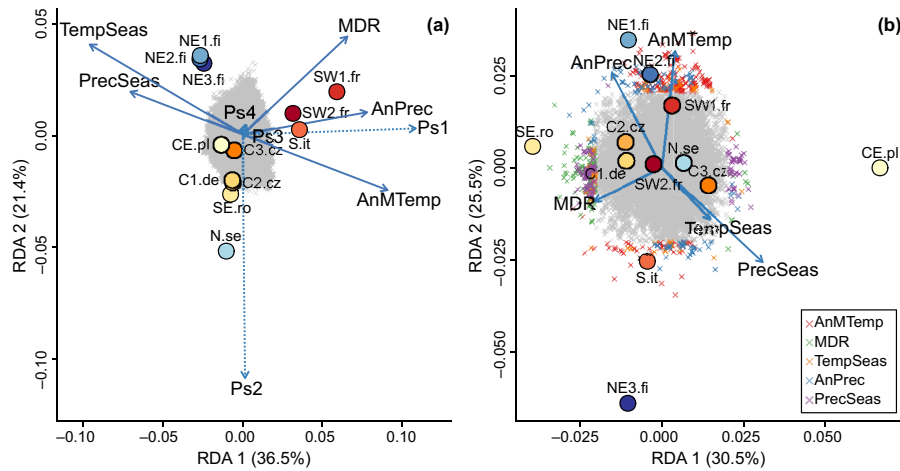 (a)
0.05
0.00
−0.05
−0.10
RDA 2 (21.4%)
TempSeas
NE1.fi
NE2.fi
NE3.fi
PrecSeas
MDR
SW1.fr
AnPrec
Ps4
SW2.fr
Ps3
S.it
Ps1
CE.pl
C3.cz
C1.de
C2.cz
AnMTemp
SE.ro
N.se
Ps2
−0.10
−0.05
0.00
0.05
0.10
RDA 1 (36.5%)
(b)
0.025
0.000
−0.025
−0.050
RDA 2 (25.5%)
NE1.fi
AnMTemp
AnPrec
NE2.fi
SW1.fr
SE.ro
C2.cz
N.se
CE.pl
C1.de
C3.cz
SW2.fr
MDR
TempSeas
PrecSeas
S.it
NE3.fi
AnMTemp
MDR
TempSeas
AnPrec
PrecSeas
−0.025
0.000
0.025
0.050
RDA 1 (30.5%)